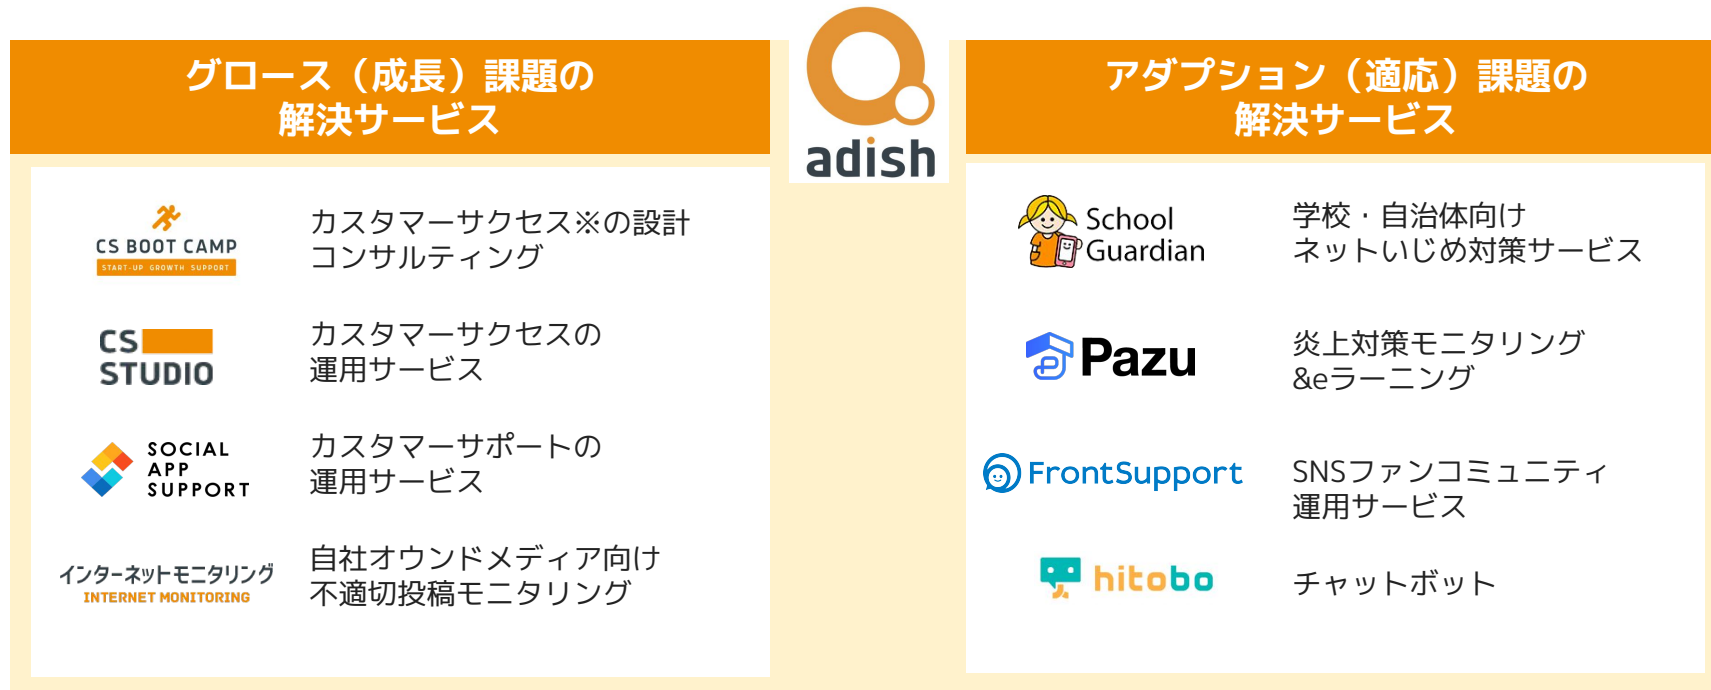 adish
グロース（成長）課題の
解決サービス
CS BOOT CAMP
START-UP GROWTH SUPPORT
カスタマーサクセス※の設計
コンサルティング
CS
STUDIO
カスタマーサクセスの
運用サービス
SOCIAL
APP
SUPPORT
カスタマーサポートの
運用サービス
インターネットモニタリング
INTERNET MONITORING
自社オウンドメディア向け
不適切投稿モニタリング
アダプション（適応）課題の
解決サービス
School
Guardian
学校・自治体向け
ネットいじめ対策サービス
Pazu
炎上対策モニタリング
&eラーニング
FrontSupport
SNSファンコミュニティ
運用サービス
hitobo
チャットボット